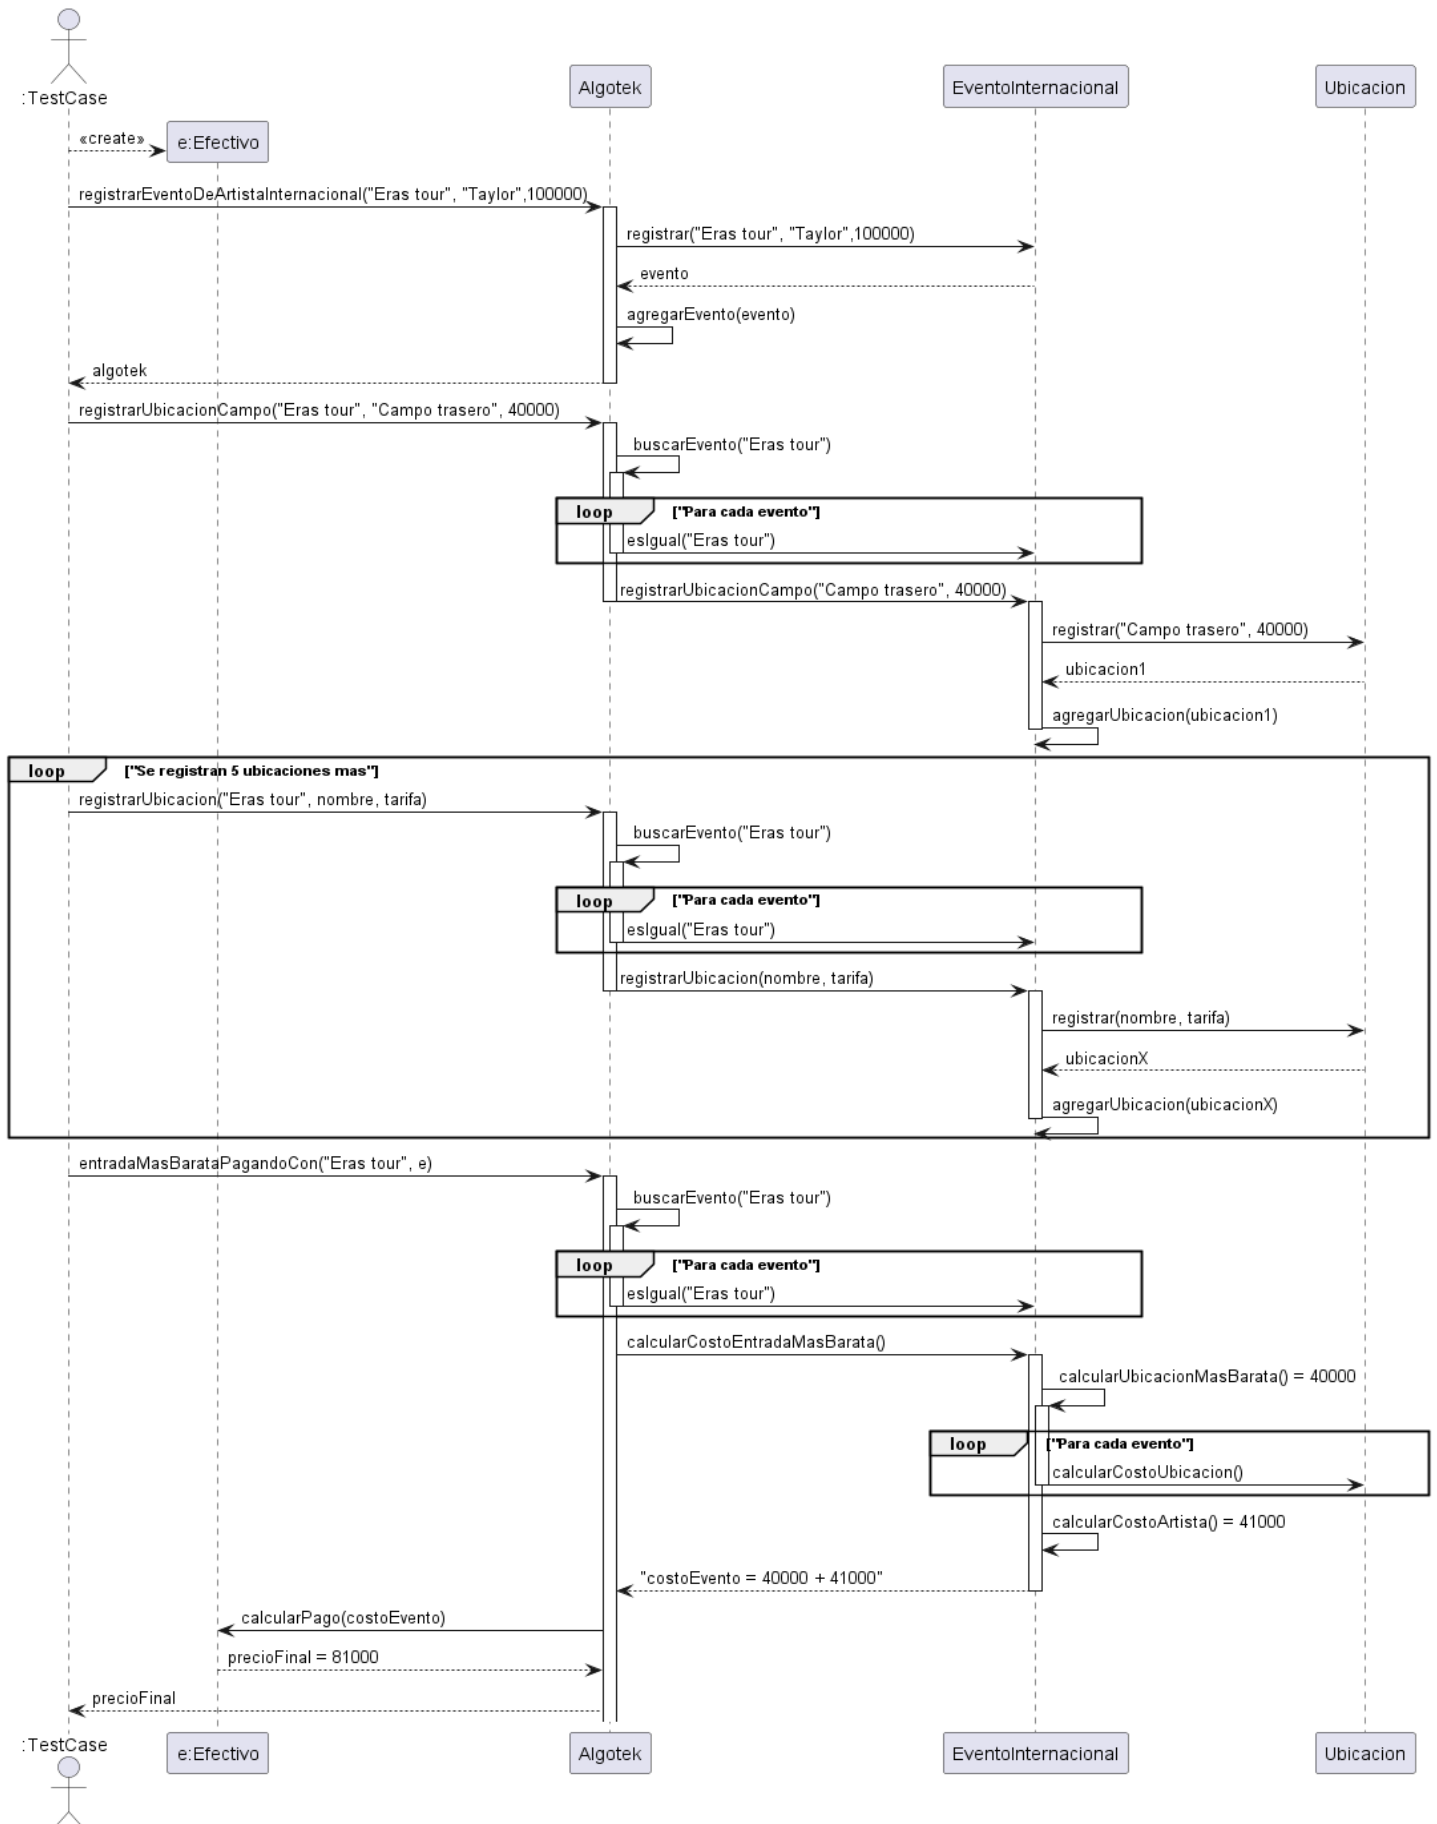 :TestCase
Algotek
EventoInternacional
Ubicacion
«create»
e:Efectivo
registrarEventoDeArtistaInternacional("Eras tour", "Taylor",100000)
registrar("Eras tour", "Taylor",100000)
evento
agregarEvento(evento)
algotek
registrarUbicacionCampo("Eras tour", "Campo trasero", 40000)
buscarEvento("Eras tour")
loop
["Para cada evento"]
esIgual("Eras tour")
registrarUbicacionCampo("Campo trasero", 40000)
registrar("Campo trasero", 40000)
ubicacion1
agregarUbicacion(ubicacion1)
loop
["Se registran 5 ubicaciones mas"]
registrarUbicacion("Eras tour", nombre, tarifa)
buscarEvento("Eras tour")
loop
["Para cada evento"]
esIgual("Eras tour")
registrarUbicacion(nombre, tarifa)
registrar(nombre, tarifa)
ubicacionX
agregarUbicacion(ubicacionX)
entradaMasBarataPagandoCon("Eras tour", e)
buscarEvento("Eras tour")
loop
["Para cada evento"]
esIgual("Eras tour")
calcularCostoEntradaMasBarata()
calcularUbicacionMasBarata() = 40000
loop
["Para cada evento"]
calcularCostoUbicacion()
calcularCostoArtista() = 41000
"costoEvento = 40000 + 41000"
calcularPago(costoEvento)
precioFinal = 81000
precioFinal
:TestCase
e:Efectivo
Algotek
EventoInternacional
Ubicacion